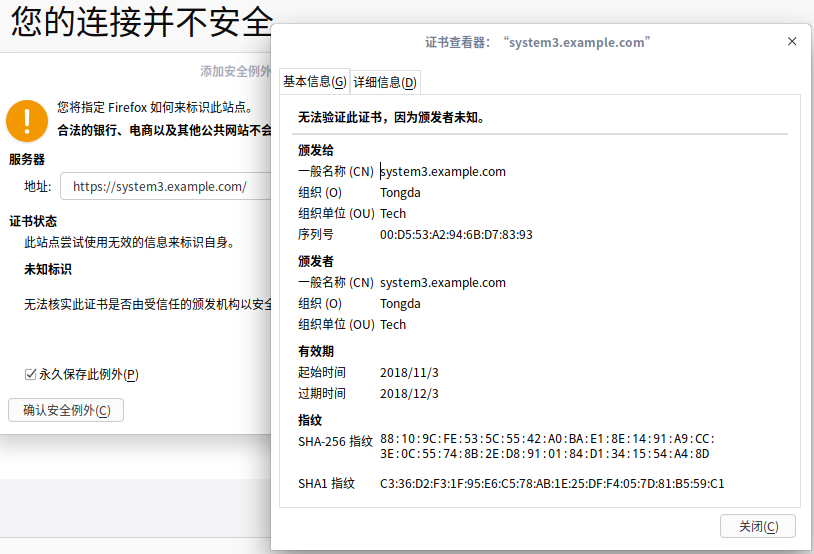 您的连接并不安全
添加安全例外
您将指定 Firefox 如何来标识此站点。
合法的银行、电商以及其他公共网站不会
服务器
地址: https://system3.example.com/
证书状态
此站点尝试使用无效的信息来标识自身。
未知标识
无法核实此证书是否由受信任的颁发机构以安全
永久保存此例外(P)
确认安全例外(C)
证书查看器：“system3.example.com”
基本信息(G) 详细信息(D)
无法验证此证书，因为颁发者未知。
颁发给
一般名称 (CN) system3.example.com
组织 (O) Tongda
组织单位 (OU) Tech
序列号 00:D5:53:A2:94:6B:D7:83:93
颁发者
一般名称 (CN) system3.example.com
组织 (O) Tongda
组织单位 (OU) Tech
有效期
起始时间 2018/11/3
过期时间 2018/12/3
指纹
SHA-256 指纹 88:10:9C:FE:53:5C:55:42:A0:BA:E1:8E:14:91:A9:CC:
3E:0C:55:74:8B:2E:D8:91:01:84:D1:34:15:54:A4:8D
SHA1 指纹 C3:36:D2:F3:1F:95:E6:C5:78:AB:1E:25:DF:F4:05:7D:81:B5:59:C1
关闭(C)